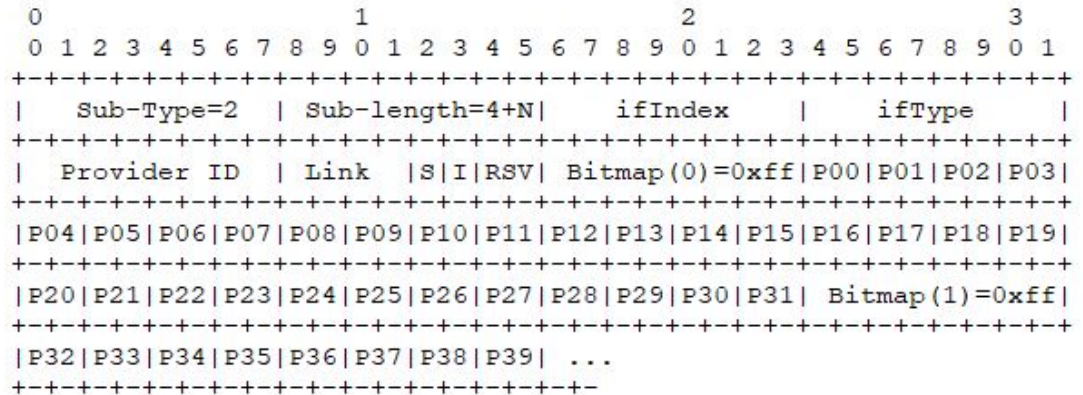 0                   1                   2                   3
 0 1 2 3 4 5 6 7 8 9 0 1 2 3 4 5 6 7 8 9 0 1 2 3 4 5 6 7 8 9 0 1
+-+-+-+-+-+-+-+-+-+-+-+-+-+-+-+-+-+-+-+-+-+-+-+-+-+-+-+-+-+-+-+-+
|   Sub-Type=2  | Sub-length=4+N|    ifIndex    |    ifType     |
+-+-+-+-+-+-+-+-+-+-+-+-+-+-+-+-+-+-+-+-+-+-+-+-+-+-+-+-+-+-+-+-+
|  Provider ID  | Link  |S|I|RSV| Bitmap(0)=0xff|P00|P01|P02|P03|
+-+-+-+-+-+-+-+-+-+-+-+-+-+-+-+-+-+-+-+-+-+-+-+-+-+-+-+-+-+-+-+-+
|P04|P05|P06|P07|P08|P09|P10|P11|P12|P13|P14|P15|P16|P17|P18|P19|
+-+-+-+-+-+-+-+-+-+-+-+-+-+-+-+-+-+-+-+-+-+-+-+-+-+-+-+-+-+-+-+-+
|P20|P21|P22|P23|P24|P25|P26|P27|P28|P29|P30|P31| Bitmap(1)=0xff|
+-+-+-+-+-+-+-+-+-+-+-+-+-+-+-+-+-+-+-+-+-+-+-+-+-+-+-+-+-+-+-+-+
|P32|P33|P34|P35|P36|P37|P38|P39| ...
+-+-+-+-+-+-+-+-+-+-+-+-+-+-+-+-+-+-